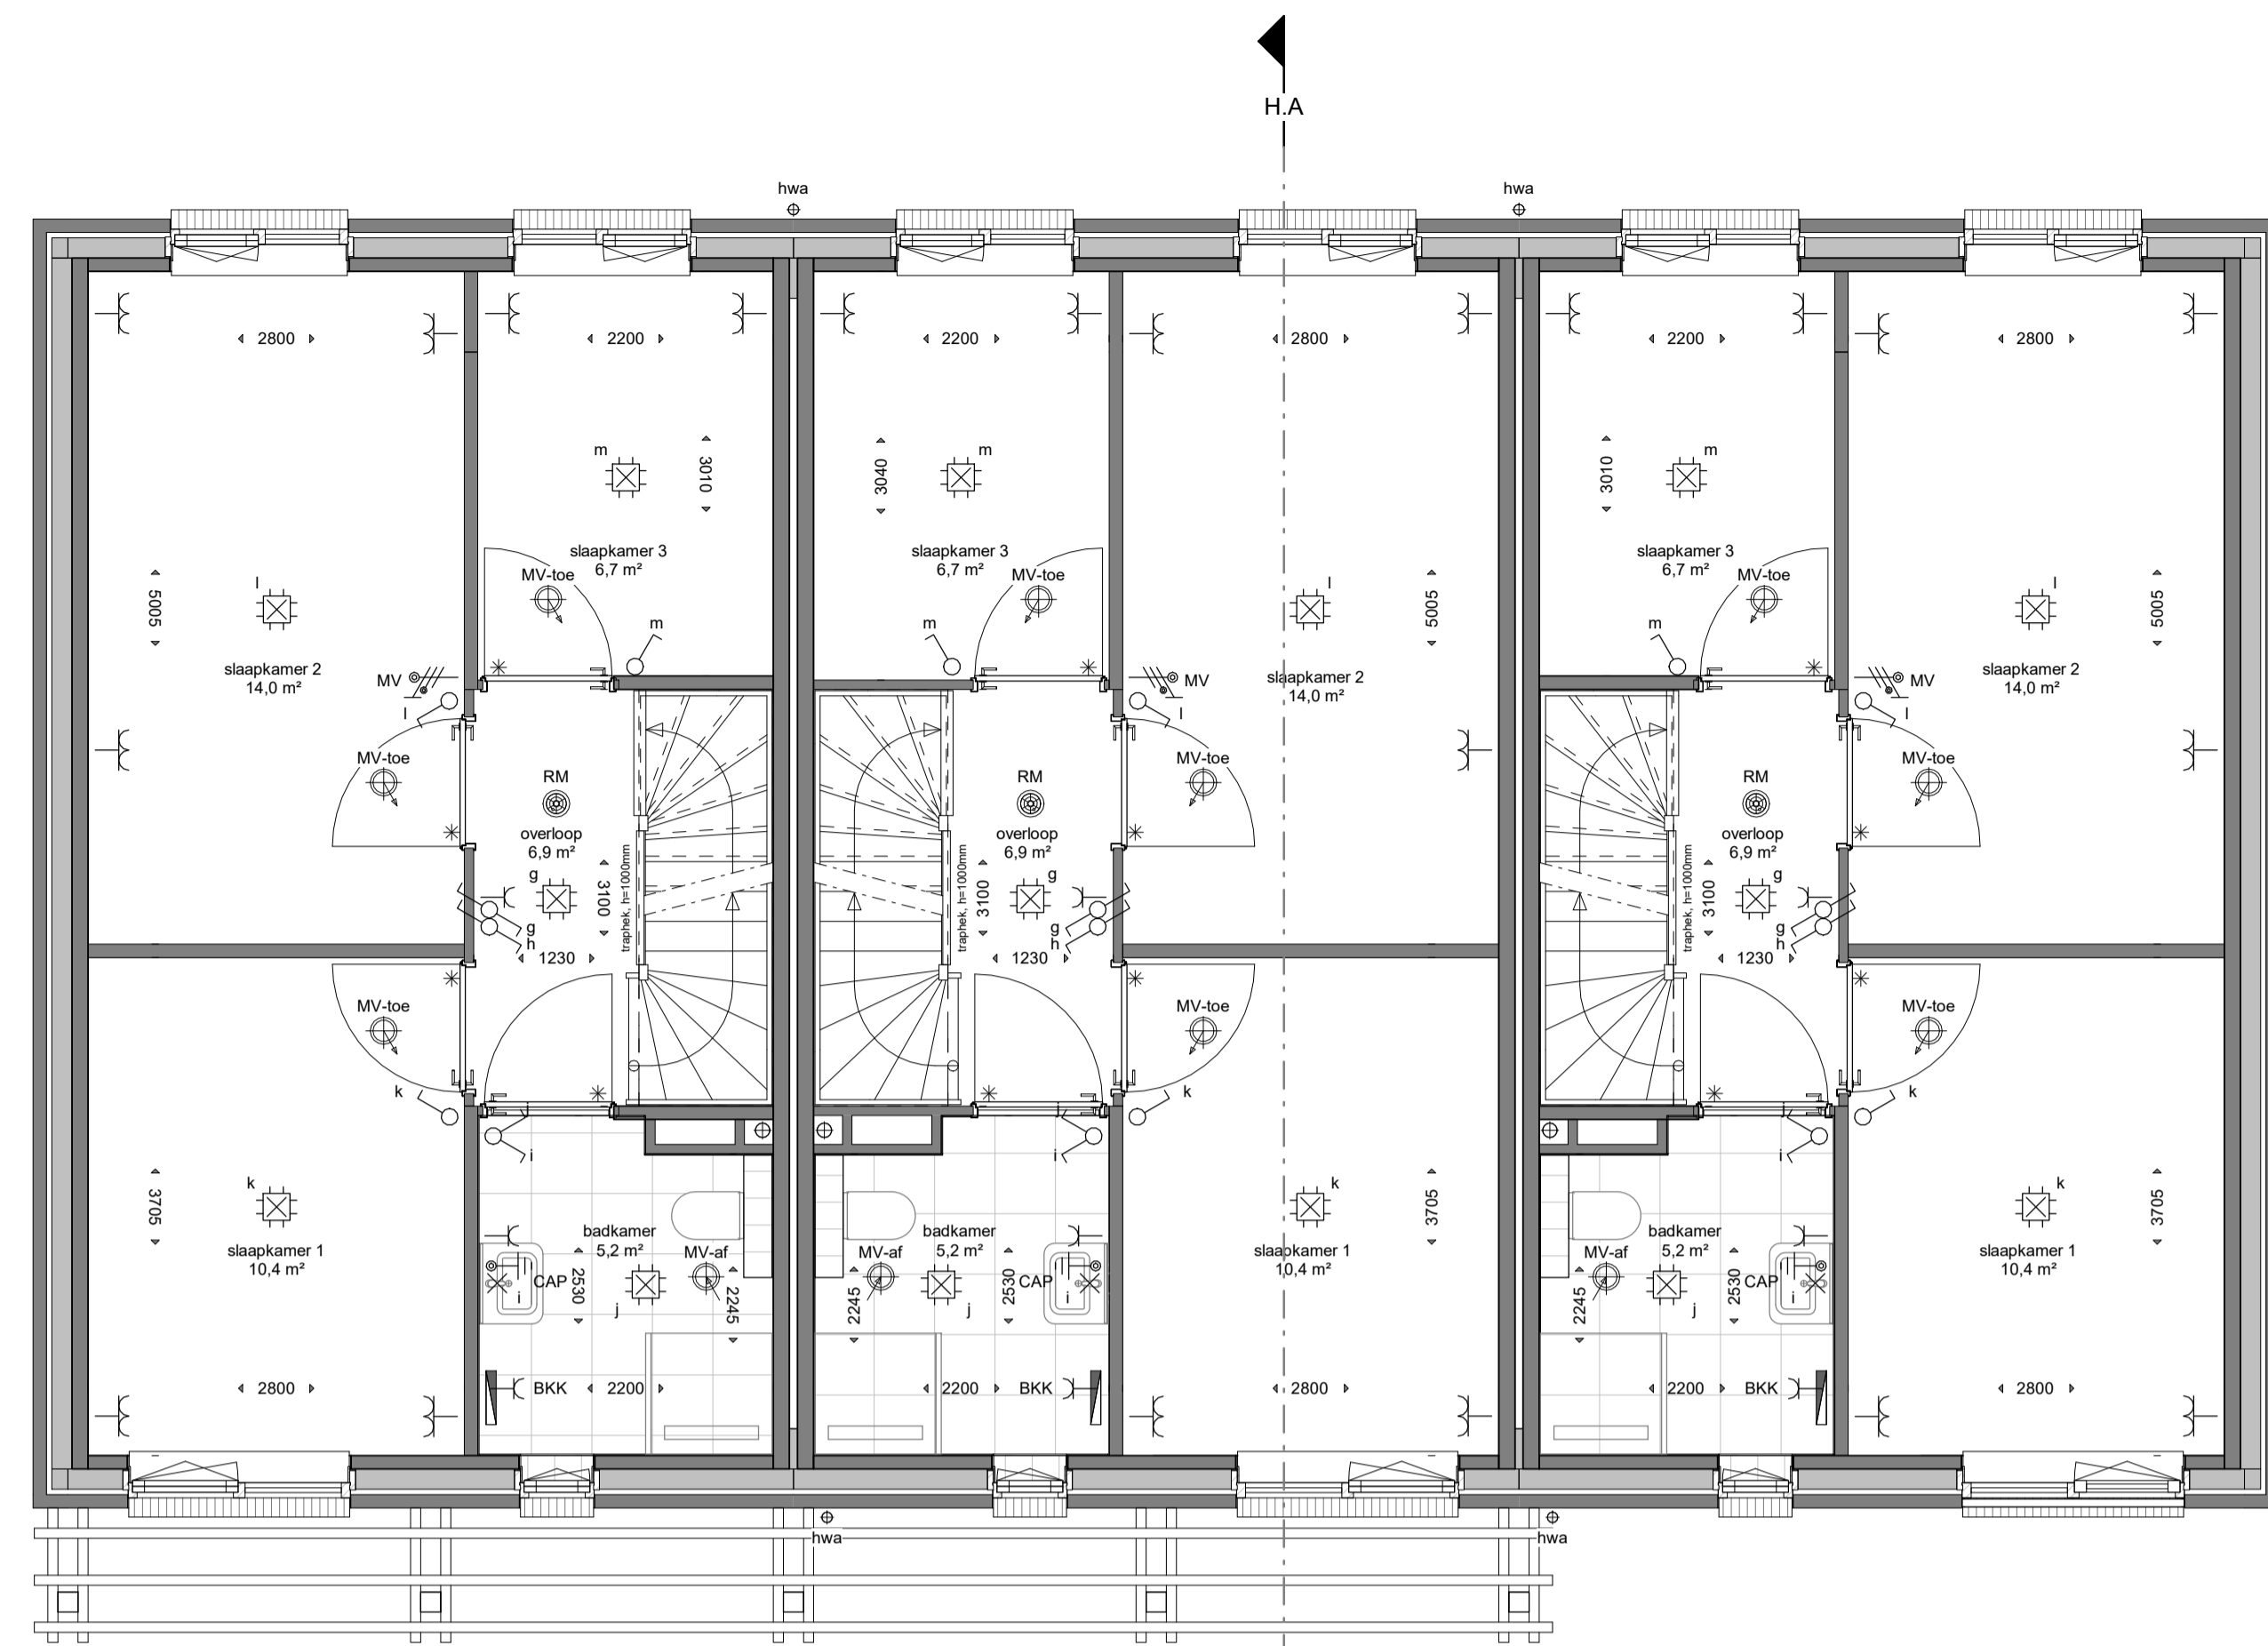 H.A
hwa
hwa
2800
2200
2200
2800
2200
2800
m
3010
3040
m
3010
m
slaapkamer 3
6,7 m²
MV-toe
m
slaapkamer 3
6,7 m²
MV-toe
m
slaapkamer 3
6,7 m²
MV-toe
m
l
5005
slaapkamer 2
14,0 m²
MV
l
MV-toe
l
5005
slaapkamer 2
14,0 m²
MV
l
MV-toe
l
5005
slaapkamer 2
14,0 m²
MV
l
MV-toe
RM
overloop
6,9 m²
g
3100
traphek, h=1000mm
g
h
1230
RM
overloop
6,9 m²
g
3100
traphek, h=1000mm
g
h
1230
RM
overloop
6,9 m²
g
3100
traphek, h=1000mm
g
h
1230
MV-toe
k
MV-toe
k
MV-toe
k
i
i
i
3705
k
slaapkamer 1
10,4 m²
2800
badkamer
5,2 m²
MV-af
CAP
i
2530
j
2245
BKK
2200
badkamer
5,2 m²
MV-af
2245
j
2530
CAP
i
2200
BKK
k
3705
slaapkamer 1
10,4 m²
2800
badkamer
5,2 m²
MV-af
2245
j
2530
CAP
i
2200
BKK
k
3705
slaapkamer 1
10,4 m²
2800
hwa
hwa